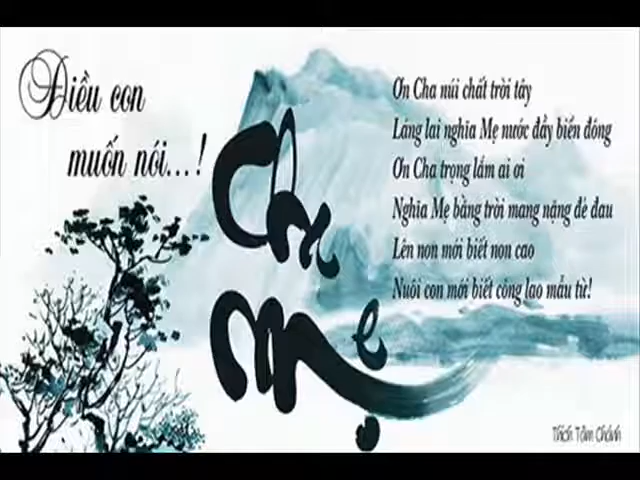 Điều con
muốn nói...!
Cha
Mẹ
Ơn Cha núi chất trời tây
Láng lai nghĩa Mẹ nước đầy biển đông
Ơn Cha trọng lắm ai ơi
Nghĩa Mẹ bằng trời mang nặng đẻ đau
Lên non mới biết non cao
Nuôi con mới biết công lao mẫu từ!
Thích Tâm Chánh